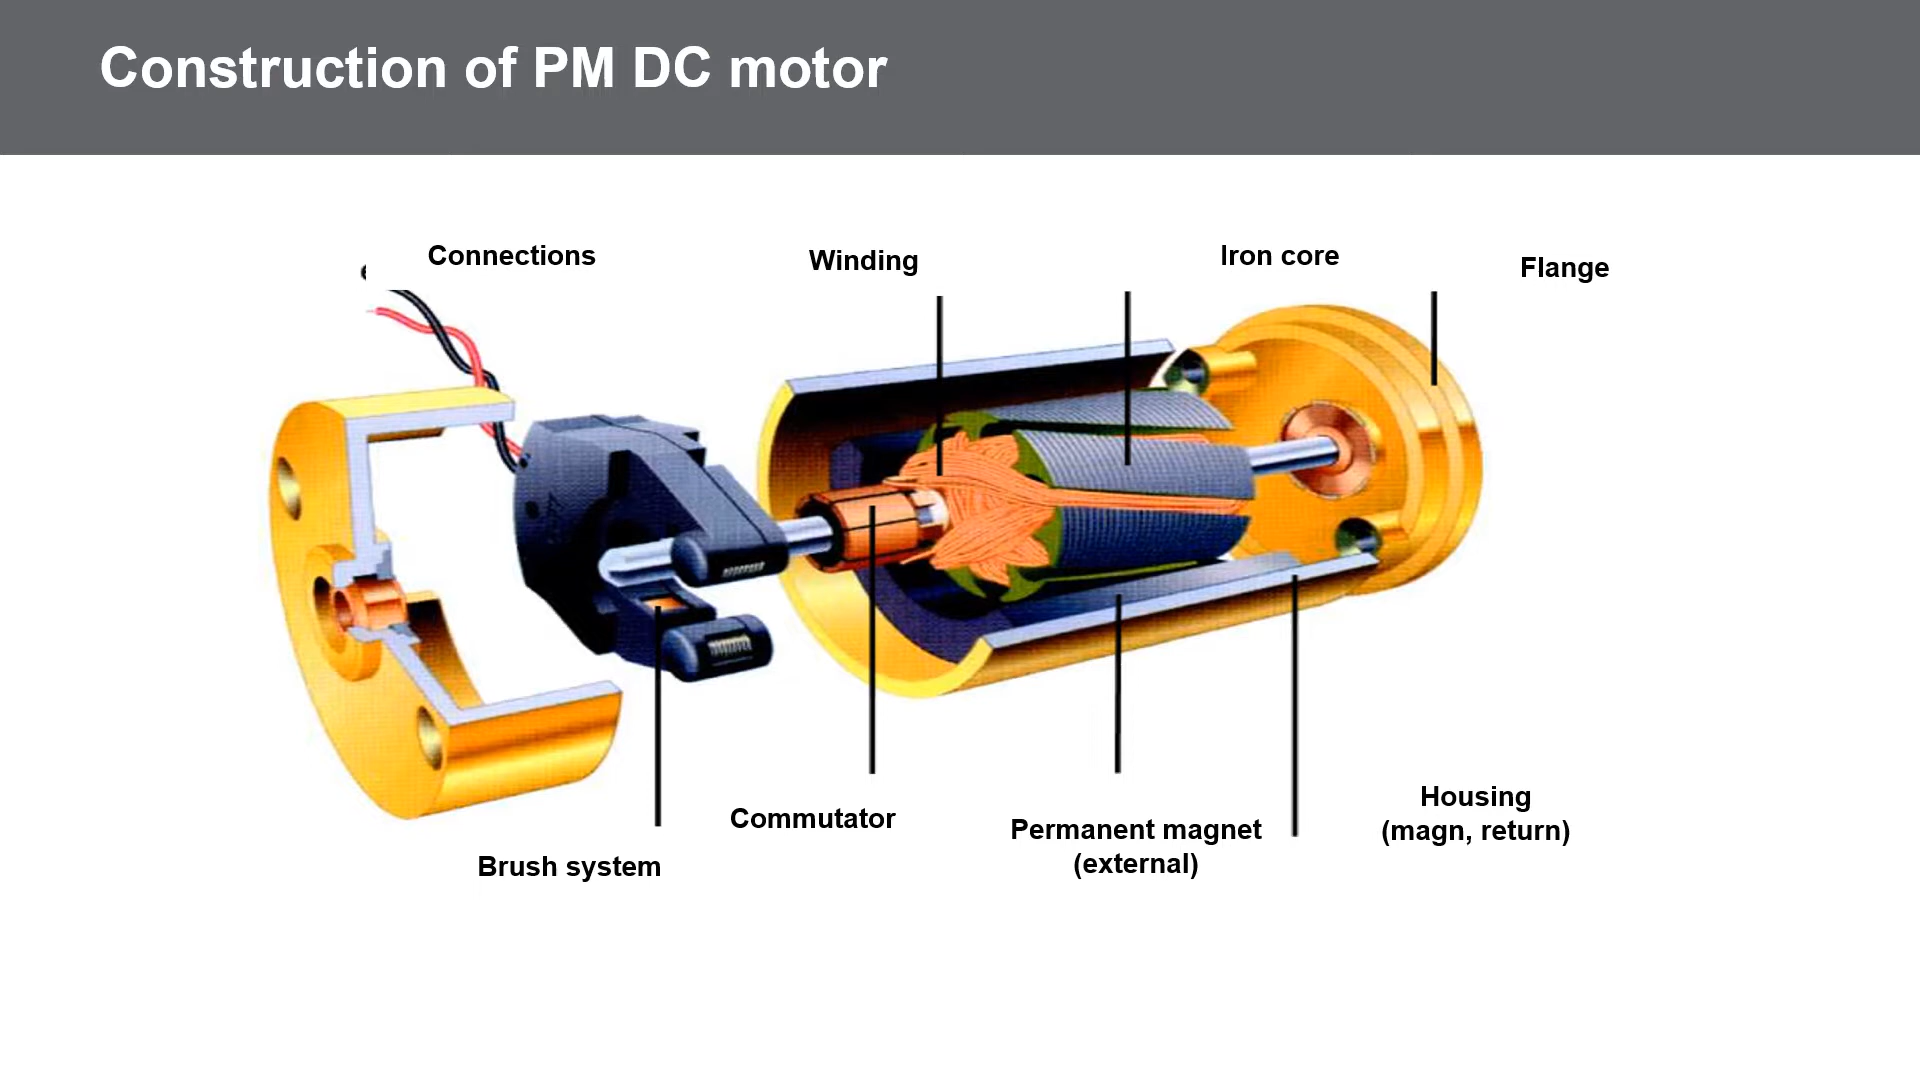 Construction of PM DC motor
Connections
Winding
Iron core
Flange
Commutator
Brush system
Permanent magnet
(external)
Housing
(magn, return)